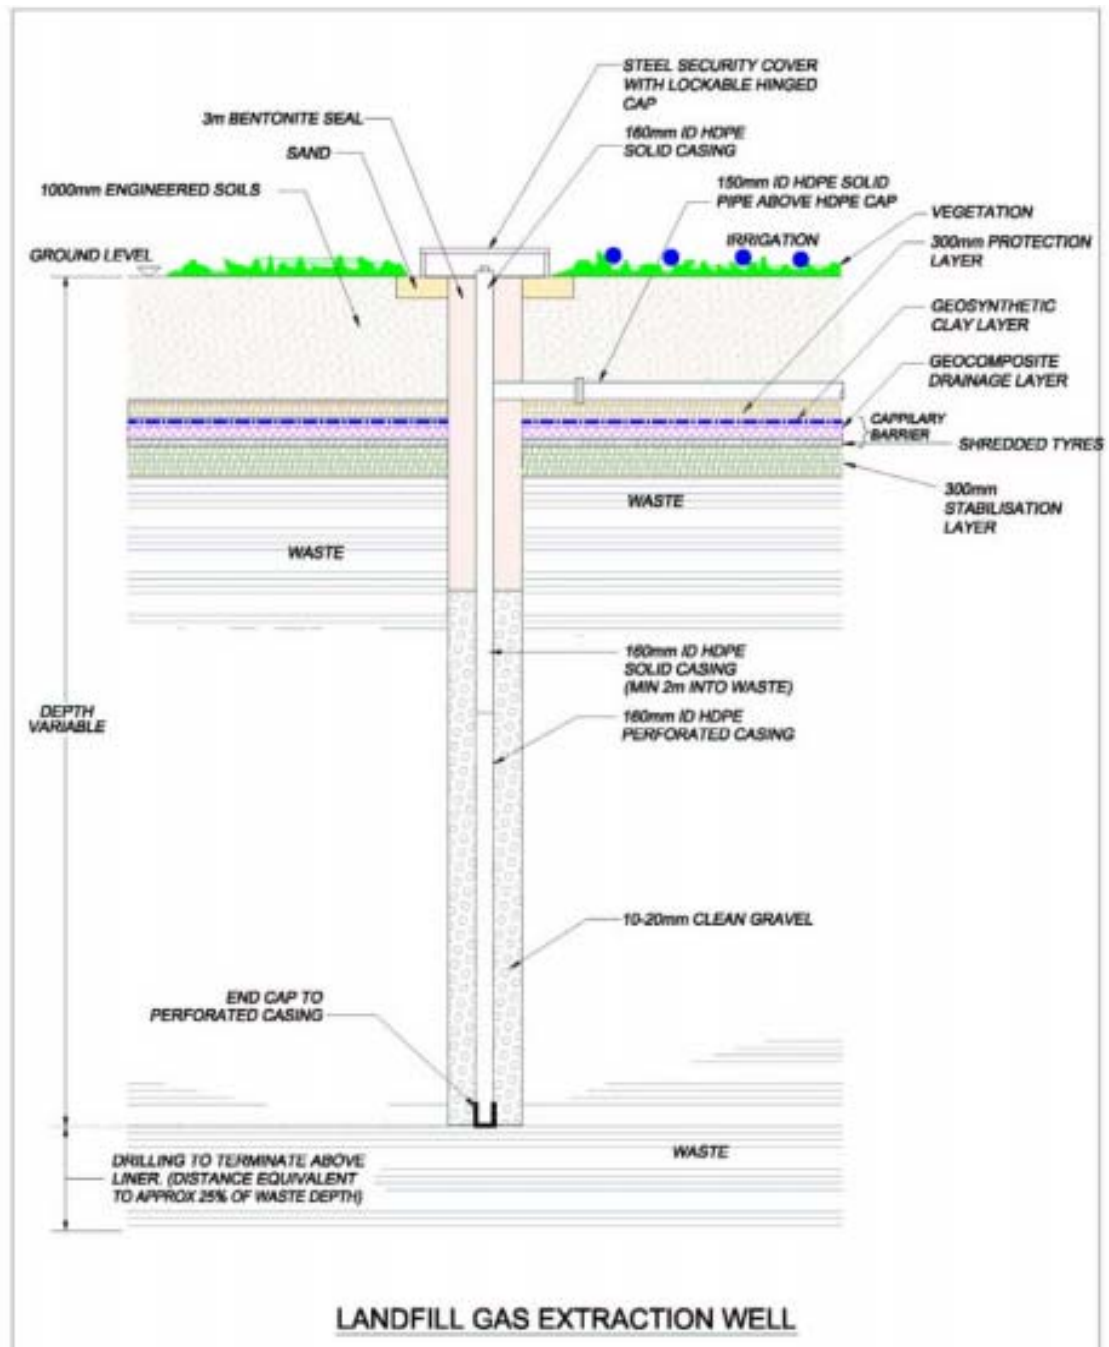 STEEL SECURITY COVER
WITH LOCKABLE HINGED
CAP
3m BENTONITE SEAL
160mm ID HDPE
SOLID CASING
SAND
1000mm ENGINEERED SOILS
150mm ID HDPE SOLID
PIPE ABOVE HDPE CAP
VEGETATION
IRRIGATION
300mm PROTECTION
LAYER
GROUND LEVEL
GEOSYNTHETIC
CLAY LAYER
GEOCOMPOSITE
DRAINAGE LAYER
CAPPILARY
BARRIER
SHREDDED TYRES
300mm
STABILISATION
LAYER
WASTE
WASTE
160mm ID HDPE
SOLID CASING
(MIN 2m INTO WASTE)
DEPTH
VARIABLE
160mm ID HDPE
PERFORATED CASING
10-20mm CLEAN GRAVEL
END CAP TO
PERFORATED CASING
WASTE
DRILLING TO TERMINATE ABOVE
LINER. (DISTANCE EQUIVALENT
TO APPROX 25% OF WASTE DEPTH)
LANDFILL GAS EXTRACTION WELL